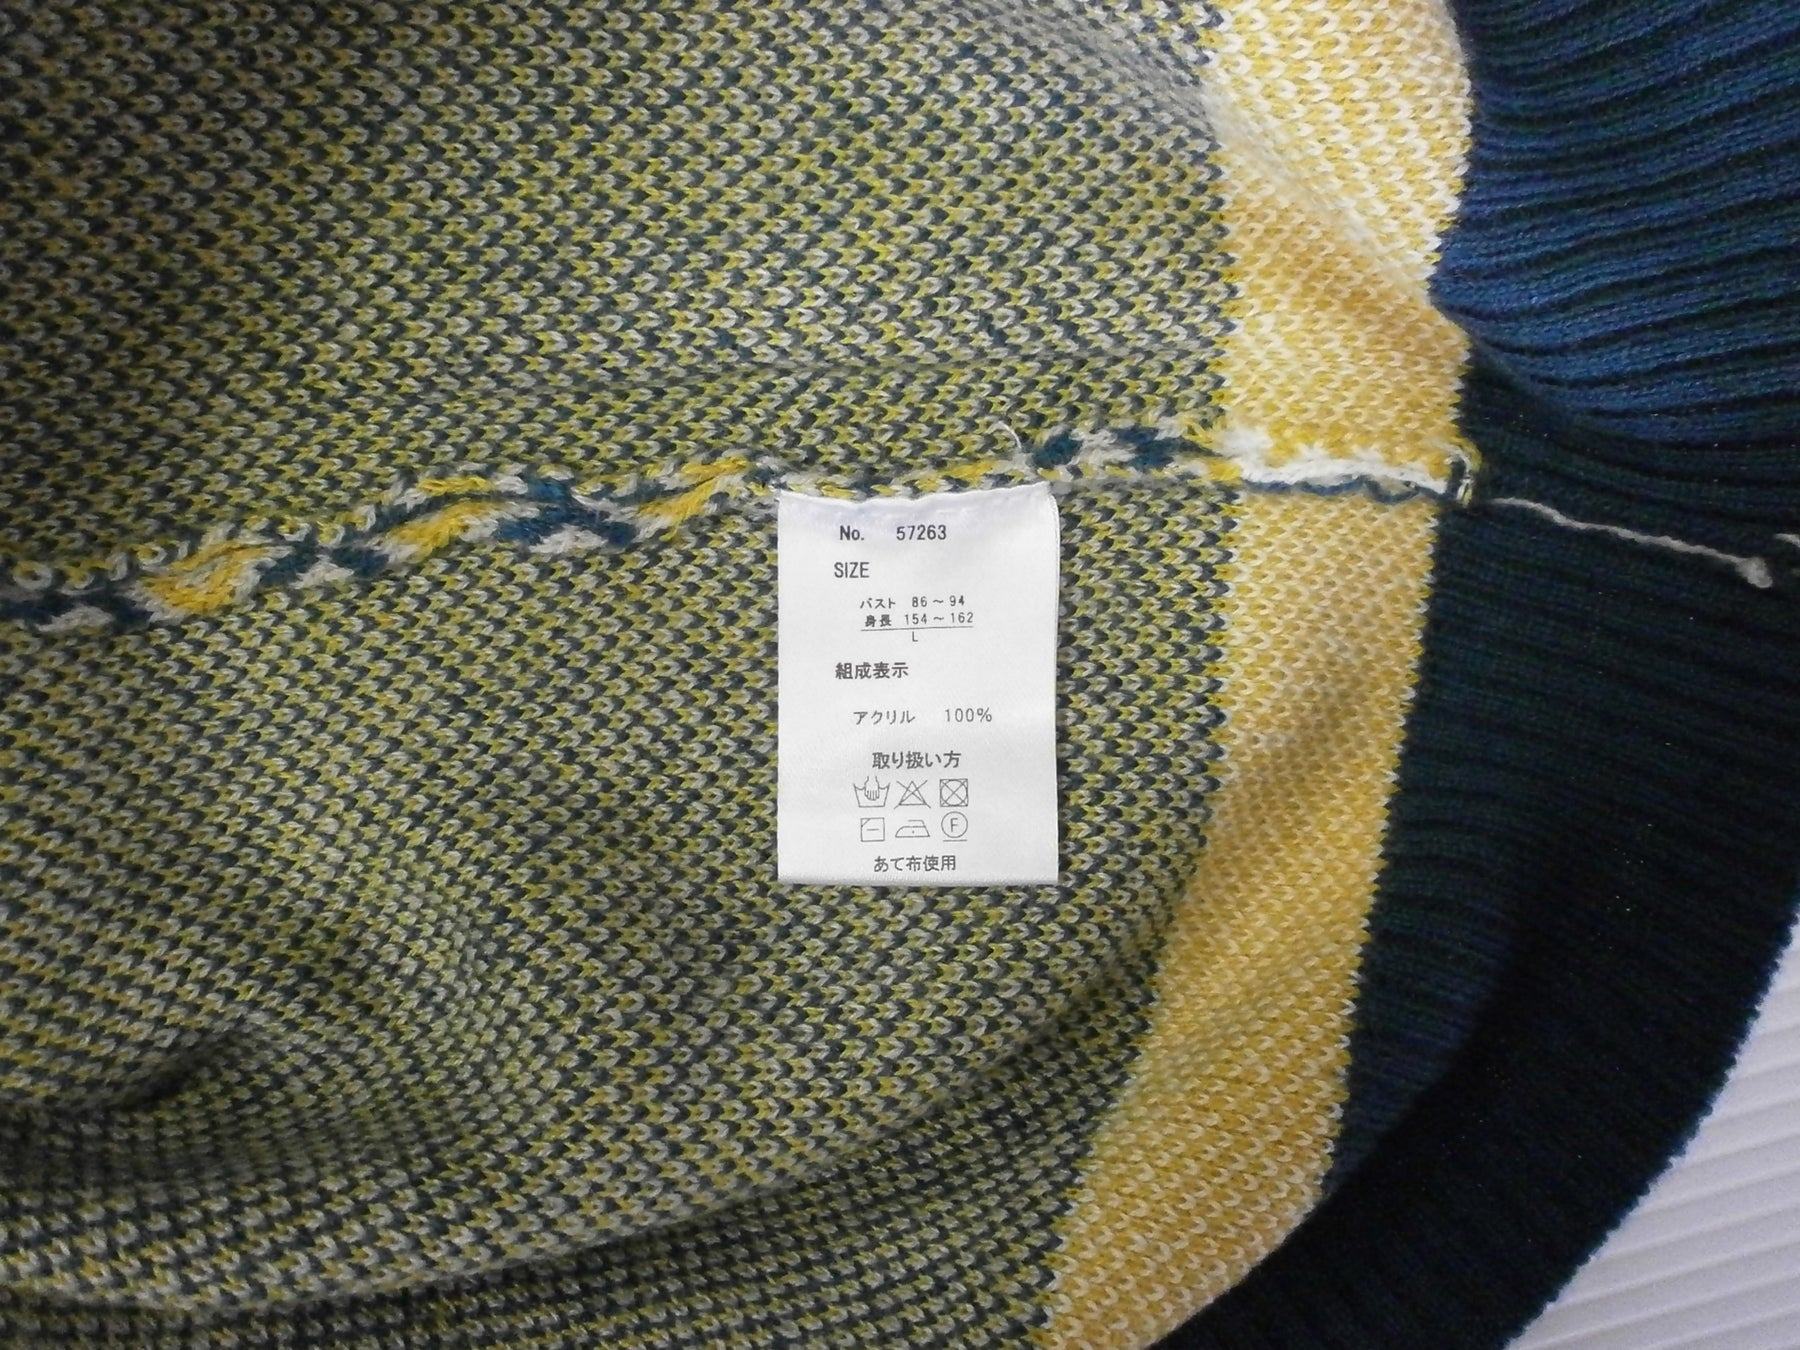 No. 57263
SIZE
バスト 86～94
身長 154～162
L
組成表示
アクリル 100%
取り扱い方
F
あて布使用